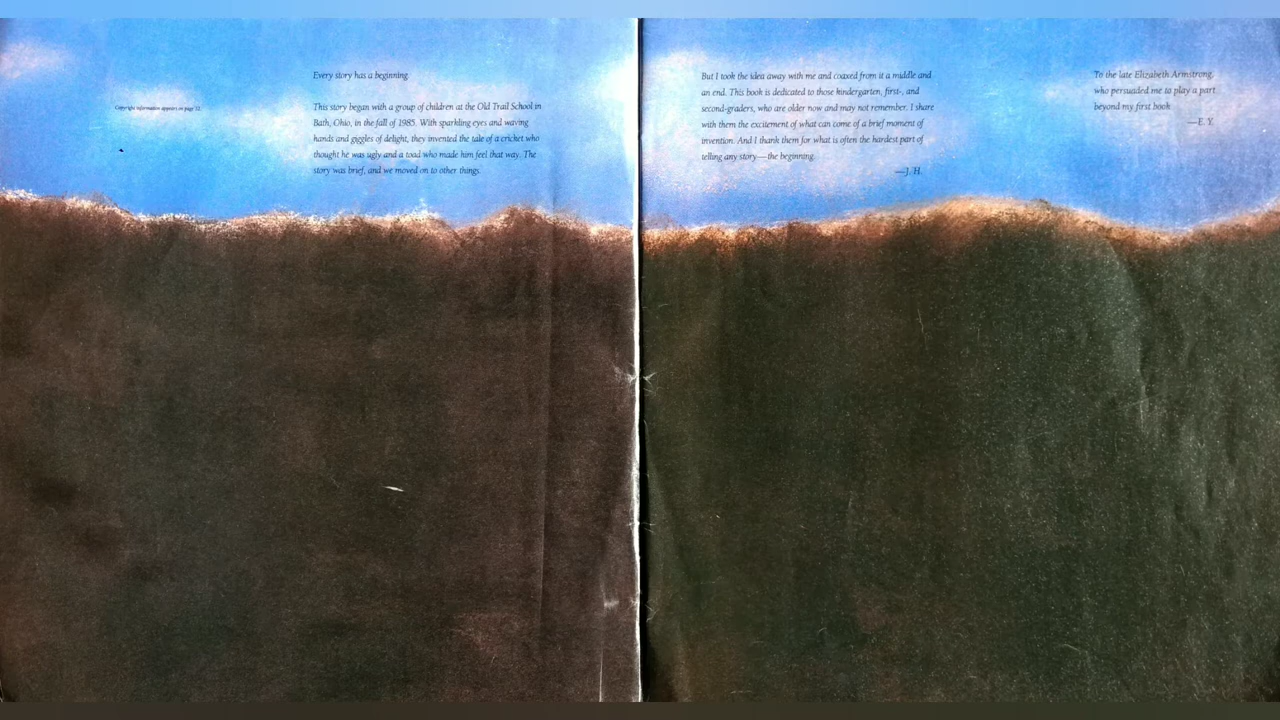 Copyright information appears on page 32.
Every story has a beginning.
This story began with a group of children at the Old Trail School in
Bath, Ohio, in the fall of 1985. With sparkling eyes and waving
hands and giggles of delight, they invented the tale of a cricket who
thought he was ugly and a toad who made him feel that way. The
story was brief, and we moved on to other things.
But I took the idea away with me and coaxed from it a middle and
an end. This book is dedicated to those kindergarten, first-, and
second-graders, who are older now and may not remember. I share
with them the excitement of what can come of a brief moment of
invention. And I thank them for what is often the hardest part of
telling any story—the beginning.
—J. H.
To the late Elizabeth Armstrong,
who persuaded me to play a part
beyond my first book
—E. Y.